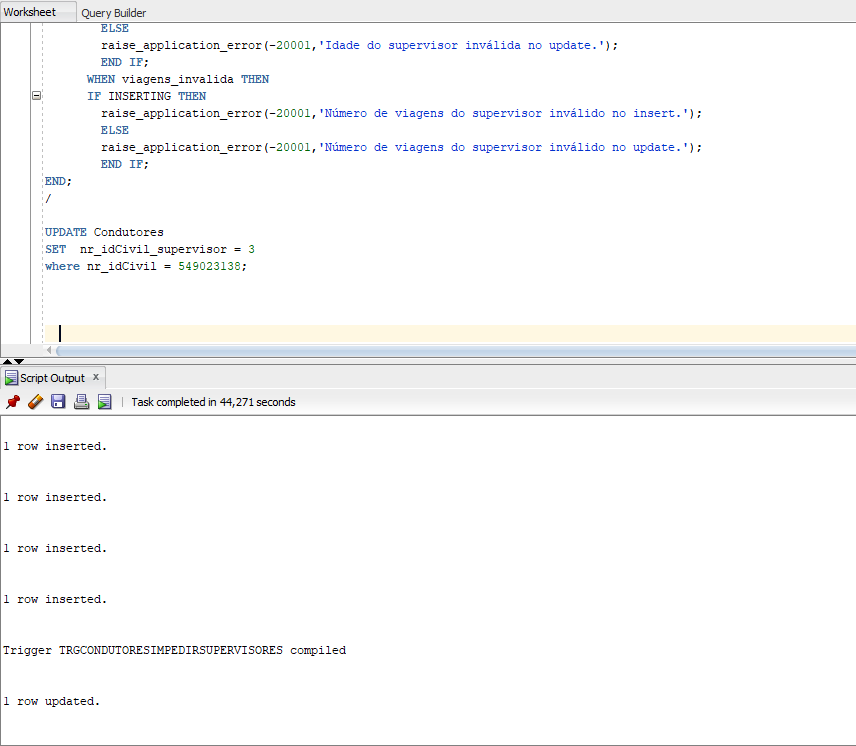 Worksheet Query Builder
ELSE
raise_application_error(-20001,'Idade do supervisor inválida no update.');
END IF;
WHEN viagens_invalida THEN
IF INSERTING THEN
raise_application_error(-20001,'Número de viagens do supervisor inválido no insert.');
ELSE
raise_application_error(-20001,'Número de viagens do supervisor inválido no update.');
END IF;
END;
/
UPDATE Condutores
SET  nr_idCivil_supervisor = 3
where nr_idCivil = 549023138;
Script Output x
Task completed in 44,271 seconds
1 row inserted.
1 row inserted.
1 row inserted.
1 row inserted.
Trigger TRGCONDUTORESIMPEDIRSUPERVISORES compiled
1 row updated.